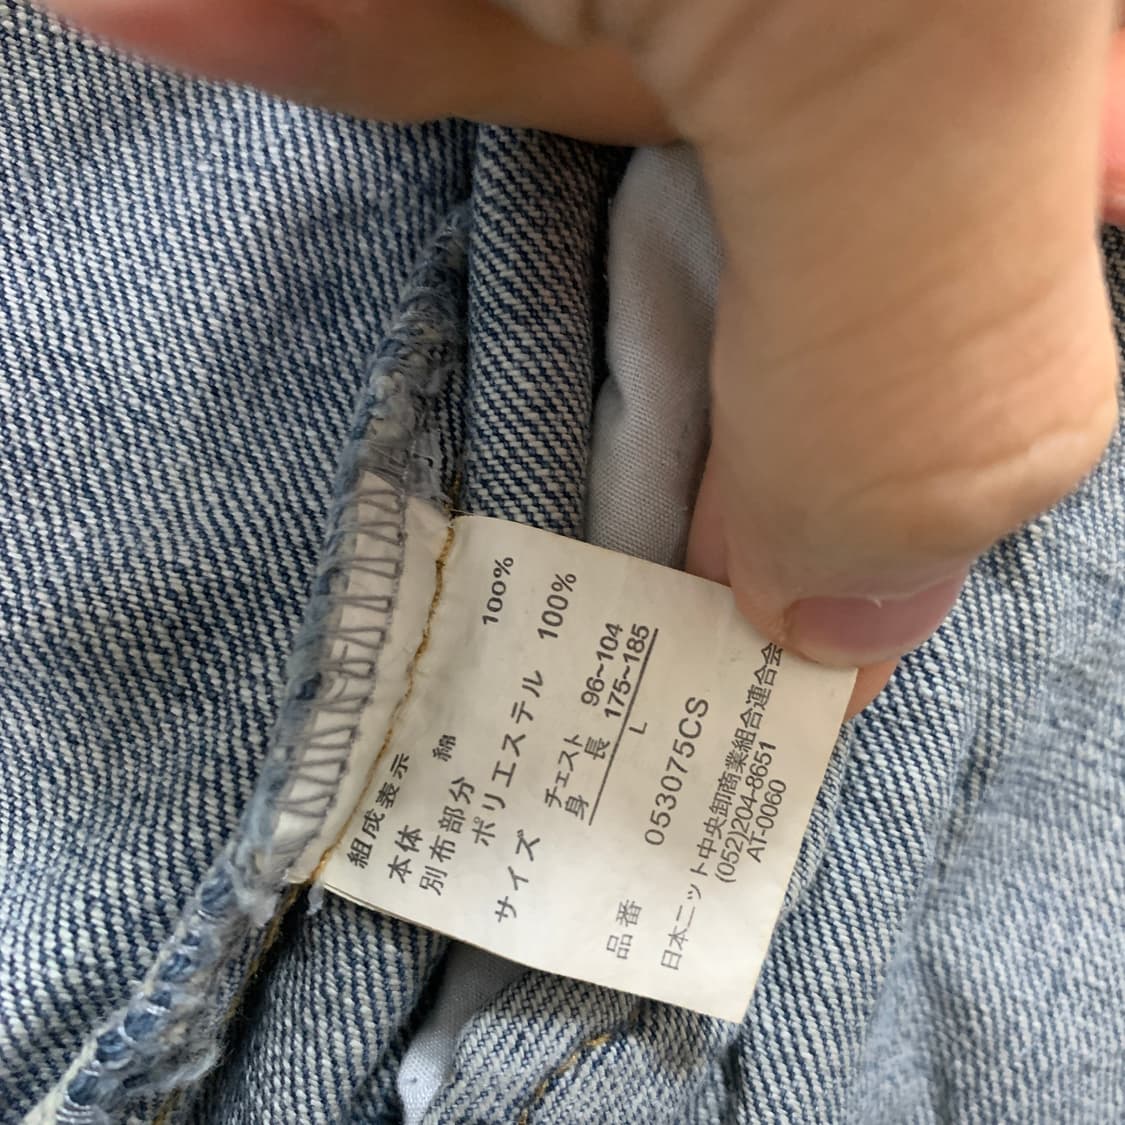 組成表示
本体 綿 100%
別布部分
ポリエステル 100%
サイズ
チェスト 96~104
身長 175~185
L
品番 053075CS
日本ニット中央卸商業組合連合会
(052)204-8651
AT-0060